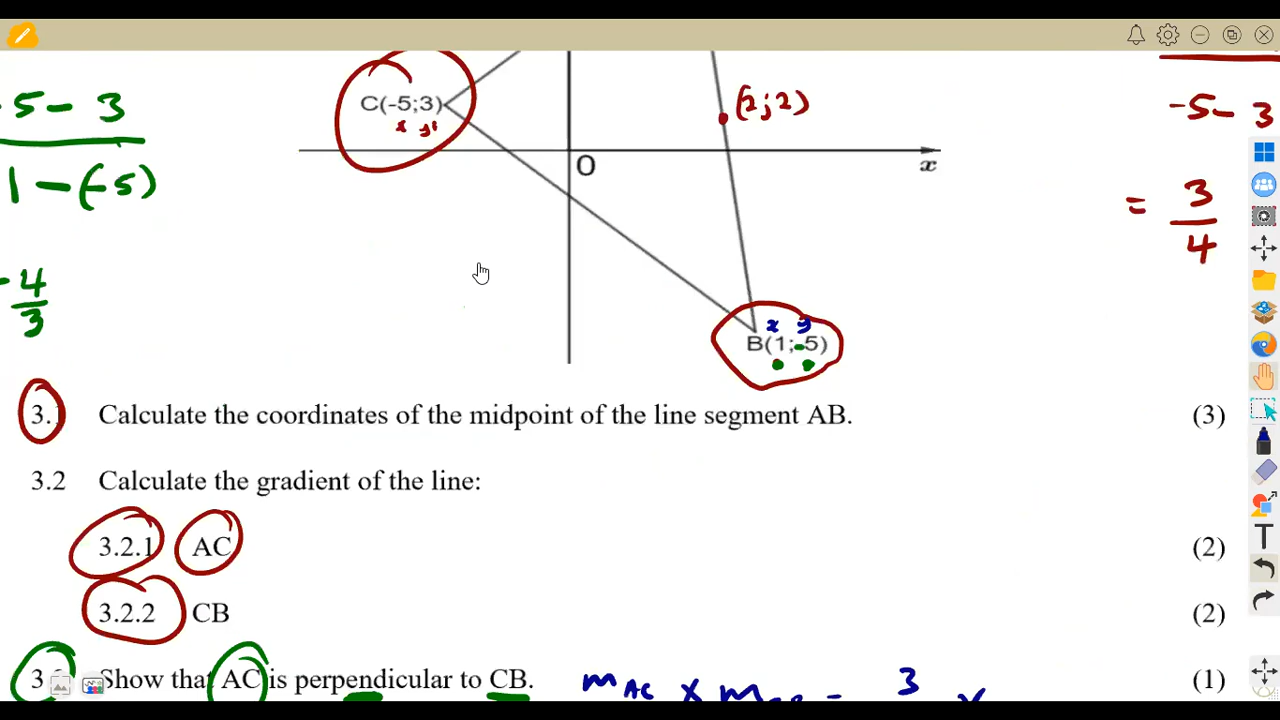 -5 - 3
C(-5;3)
x y
(2; 2)
-5 - 3
1 - (-5)
O
x
= 3
4
- 4
3
x y
B(1;-5)
3.1 Calculate the coordinates of the midpoint of the line segment AB. (3)
3.2 Calculate the gradient of the line:
3.2.1 AC (2)
3.2.2 CB (2)
Show that AC is perpendicular to CB. m AC × m = 3 × (1)
T